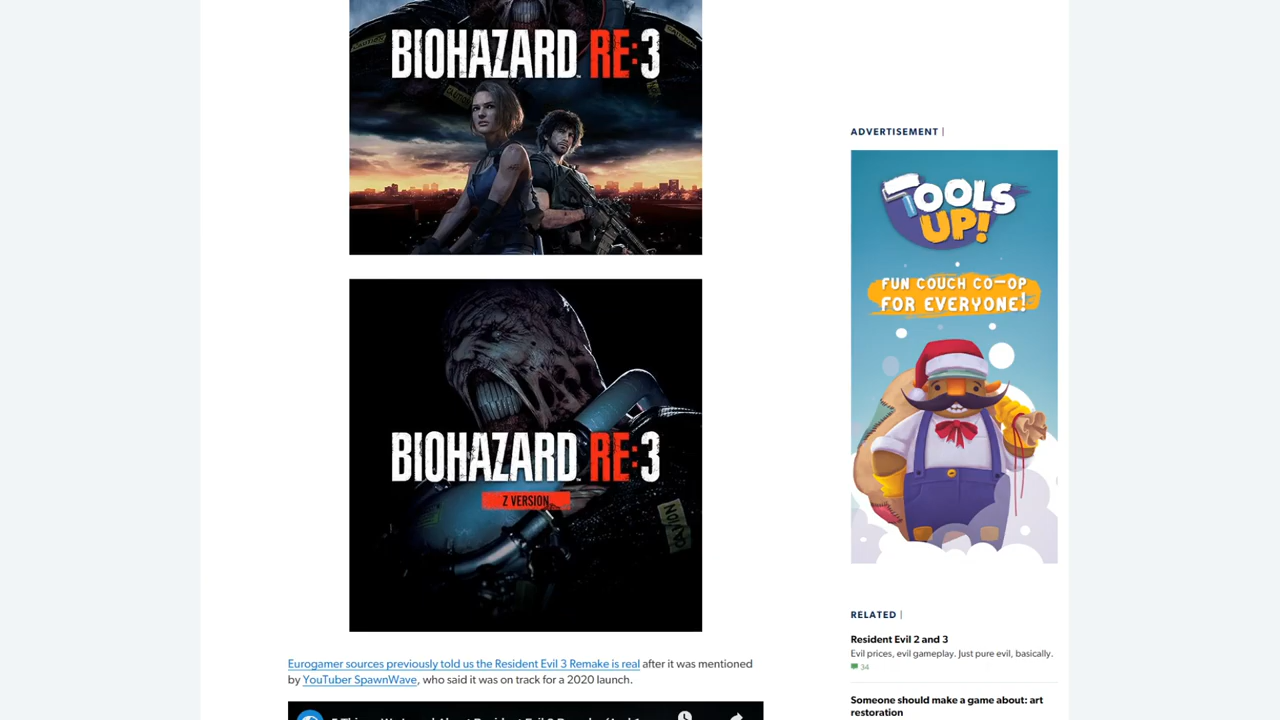 BIOHAZARD RE:3
BIOHAZARD RE:3
Z VERSION
Eurogamer sources previously told us the Resident Evil 3 Remake is real after it was mentioned
by YouTuber SpawnWave, who said it was on track for a 2020 launch.
ADVERTISEMENT |
TOOLS
UP!
FUN COUCH CO-OP
FOR EVERYONE!
RELATED |
Resident Evil 2 and 3
Evil prices, evil gameplay. Just pure evil, basically.
34
Someone should make a game about: art
restoration